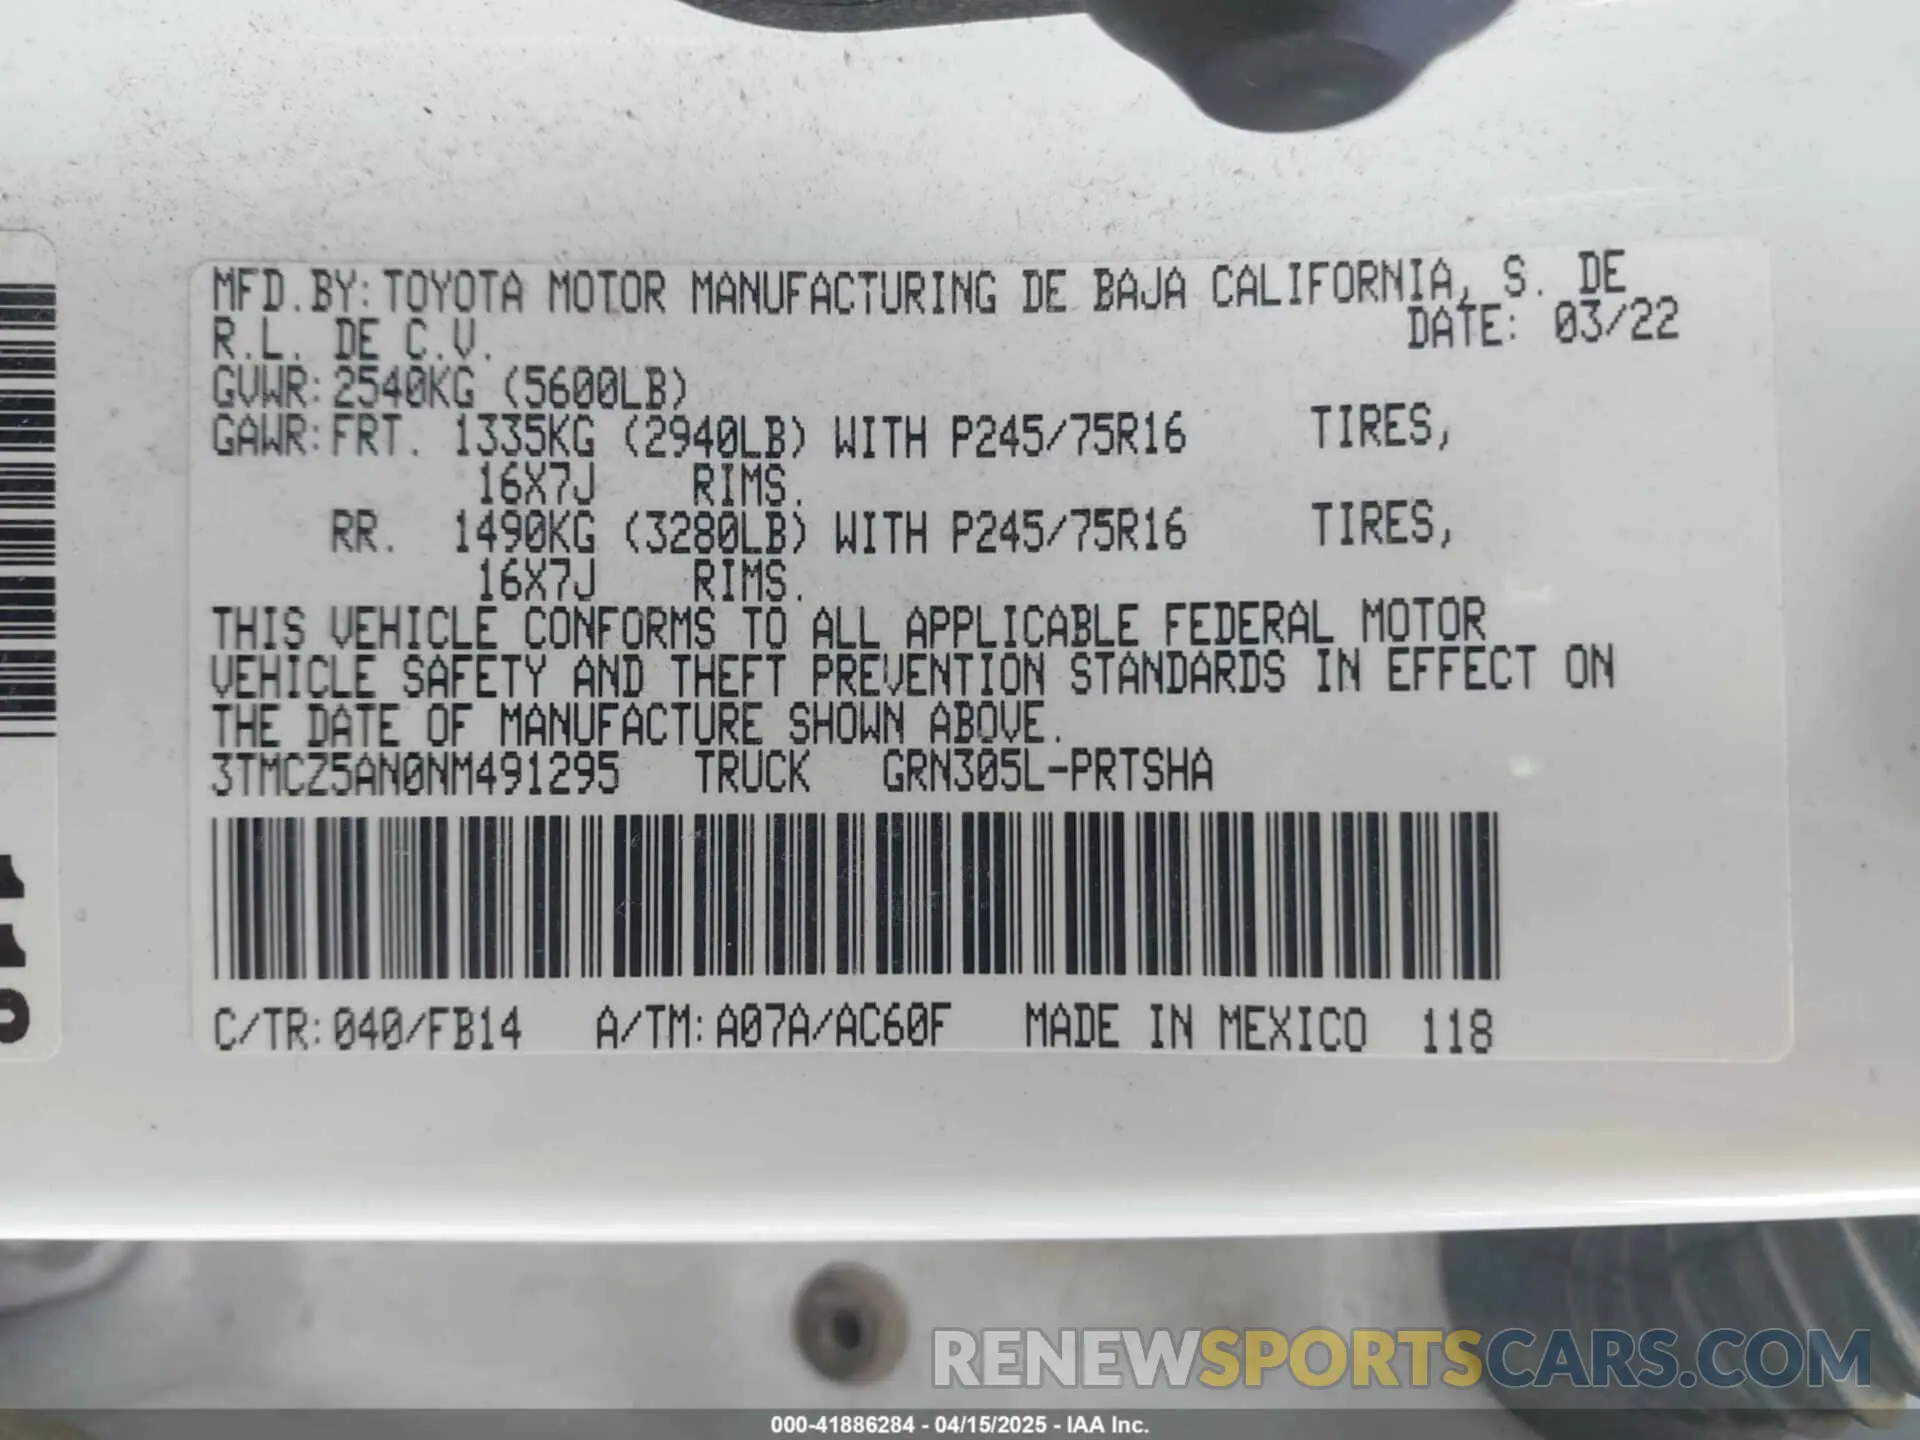 MFD.BY:TOYOTA MOTOR MANUFACTURING DE BAJA CALIFORNIA, S. DE
R.L. DE C.V. DATE: 03/22
GVWR:2540KG (5600LB)
GAWR:FRT. 1335KG (2940LB) WITH P245/75R16 TIRES,
16X7J RIMS.
RR. 1490KG (3280LB) WITH P245/75R16 TIRES,
16X7J RIMS.
THIS VEHICLE CONFORMS TO ALL APPLICABLE FEDERAL MOTOR
VEHICLE SAFETY AND THEFT PREVENTION STANDARDS IN EFFECT ON
THE DATE OF MANUFACTURE SHOWN ABOVE.
3TMCZ5AN0NM491295 TRUCK GRN305L-PRTSHA
C/TR:040/FB14 A/TM:A07A/AC60F MADE IN MEXICO 118
RENEWSPORTSCARS.COM
000-41886284 - 04/15/2025 - IAA Inc.